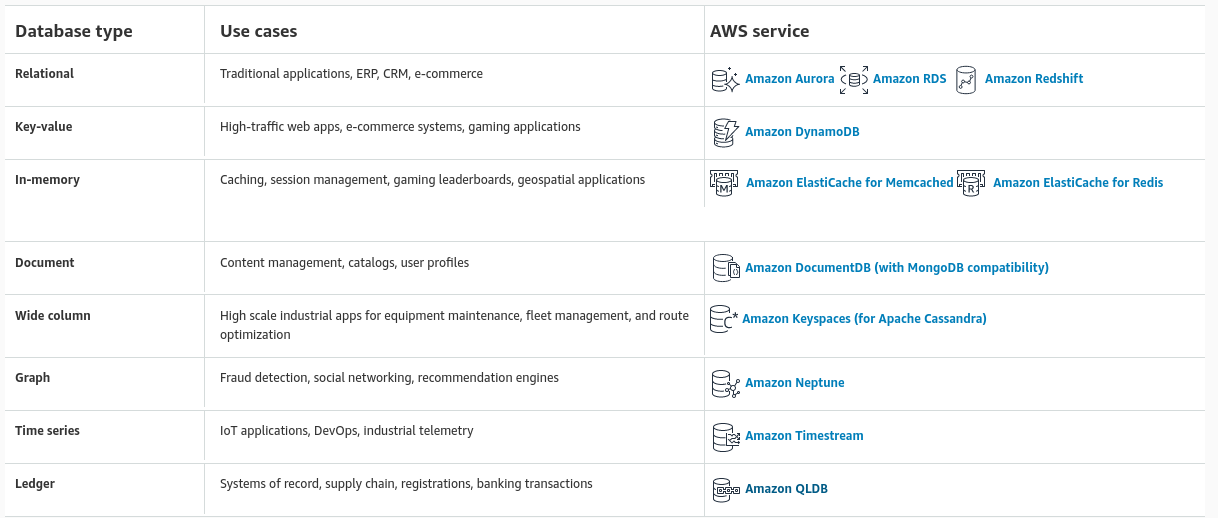 Database type Use cases AWS service
Relational Traditional applications, ERP, CRM, e-commerce Amazon Aurora Amazon RDS Amazon Redshift
Key-value High-traffic web apps, e-commerce systems, gaming applications Amazon DynamoDB
In-memory Caching, session management, gaming leaderboards, geospatial applications M Amazon ElastiCache for Memcached R Amazon ElastiCache for Redis
Document Content management, catalogs, user profiles Amazon DocumentDB (with MongoDB compatibility)
Wide column High scale industrial apps for equipment maintenance, fleet management, and route C* Amazon Keyspaces (for Apache Cassandra)
optimization
Graph Fraud detection, social networking, recommendation engines Amazon Neptune
Time series IoT applications, DevOps, industrial telemetry Amazon Timestream
Ledger Systems of record, supply chain, registrations, banking transactions Amazon QLDB